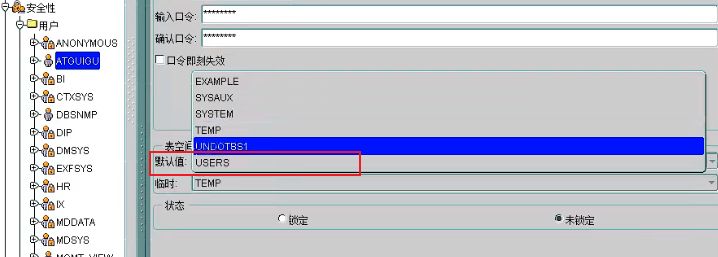 安全性
用户
ANONYMOUS
ATGUIGU
BI
CTXSYS
DBSNMP
DIP
DMSYS
EXFSYS
HR
IX
MDDATA
MDSYS
输入口令: ********
确认口令: ********
口令即刻失效
EXAMPLE
SYSAUX
SYSTEM
TEMP
UNDOTBS1
USERS
表空间
默认值:
临时: TEMP
状态
锁定 未锁定